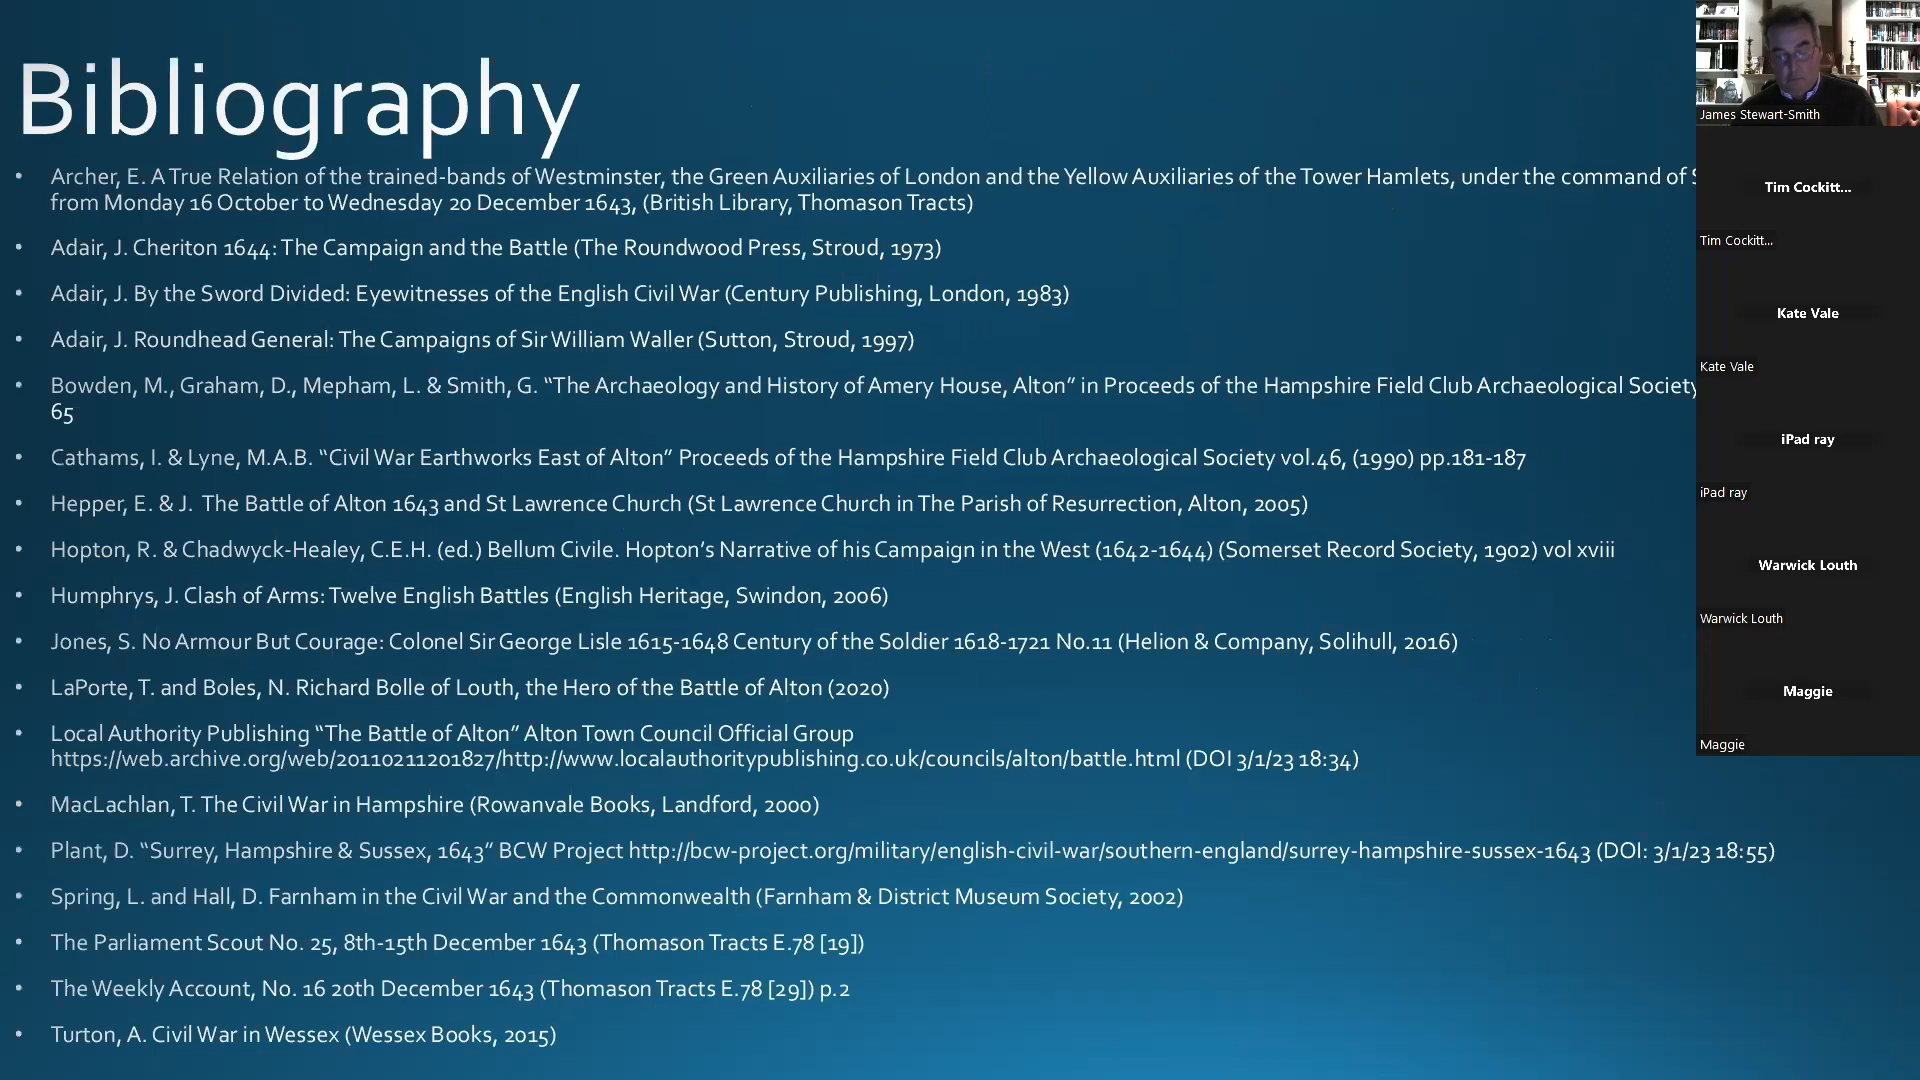 Bibliography
• Archer, E. A True Relation of the trained-bands of Westminster, the Green Auxiliaries of London and the Yellow Auxiliaries of the Tower Hamlets, under the command of
from Monday 16 October to Wednesday 20 December 1643, (British Library, Thomason Tracts)
• Adair, J. Cheriton 1644: The Campaign and the Battle (The Roundwood Press, Stroud, 1973)
• Adair, J. By the Sword Divided: Eyewitnesses of the English Civil War (Century Publishing, London, 1983)
• Adair, J. Roundhead General: The Campaigns of Sir William Waller (Sutton, Stroud, 1997)
• Bowden, M., Graham, D., Mepham, L. & Smith, G. “The Archaeology and History of Amery House, Alton” in Proceeds of the Hampshire Field Club Archaeological Society
65
• Cathams, I. & Lyne, M.A.B. “Civil War Earthworks East of Alton” Proceeds of the Hampshire Field Club Archaeological Society vol.46, (1990) pp.181-187
• Hepper, E. & J. The Battle of Alton 1643 and St Lawrence Church (St Lawrence Church in The Parish of Resurrection, Alton, 2005)
• Hopton, R. & Chadwyck-Healey, C.E.H. (ed.) Bellum Civile. Hopton’s Narrative of his Campaign in the West (1642-1644) (Somerset Record Society, 1902) vol xviii
• Humphrys, J. Clash of Arms: Twelve English Battles (English Heritage, Swindon, 2006)
• Jones, S. No Armour But Courage: Colonel Sir George Lisle 1615-1648 Century of the Soldier 1618-1721 No.11 (Helion & Company, Solihull, 2016)
• LaPorte, T. and Boles, N. Richard Bolle of Louth, the Hero of the Battle of Alton (2020)
• Local Authority Publishing “The Battle of Alton” Alton Town Council Official Group
https://web.archive.org/web/20110211201827/http://www.localauthoritypublishing.co.uk/councils/alton/battle.html (DOI 3/1/23 18:34)
• MacLachlan, T. The Civil War in Hampshire (Rowanvale Books, Landford, 2000)
• Plant, D. “Surrey, Hampshire & Sussex, 1643” BCW Project http://bcw-project.org/military/english-civil-war/southern-england/surrey-hampshire-sussex-1643 (DOI: 3/1/23 18:55)
• Spring, L. and Hall, D. Farnham in the Civil War and the Commonwealth (Farnham & District Museum Society, 2002)
• The Parliament Scout No. 25, 8th-15th December 1643 (Thomason Tracts E.78 [19])
• The Weekly Account, No. 16 20th December 1643 (Thomason Tracts E.78 [29]) p.2
• Turton, A. Civil War in Wessex (Wessex Books, 2015)
James Stewart-Smith
Tim Cockitt...
Tim Cockitt...
Kate Vale
Kate Vale
iPad ray
iPad ray
Warwick Louth
Warwick Louth
Maggie
Maggie